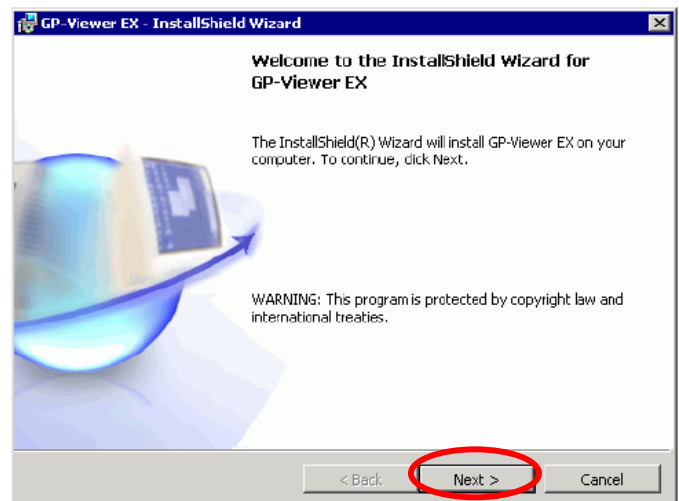 GP-Viewer EX - InstallShield Wizard
Welcome to the InstallShield Wizard for
GP-Viewer EX
The InstallShield(R) Wizard will install GP-Viewer EX on your
computer. To continue, click Next.
WARNING: This program is protected by copyright law and
international treaties.
< Back
Next >
Cancel